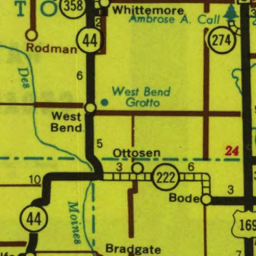 358
Whittemore
T
O
Ambrose A. Call
44
274
Rodman
Des
6
West Bend
Grotto
West
Bend
5
Ottosen
24
3
6
10
222
Bode
3
44
Moines
169
Bradgate